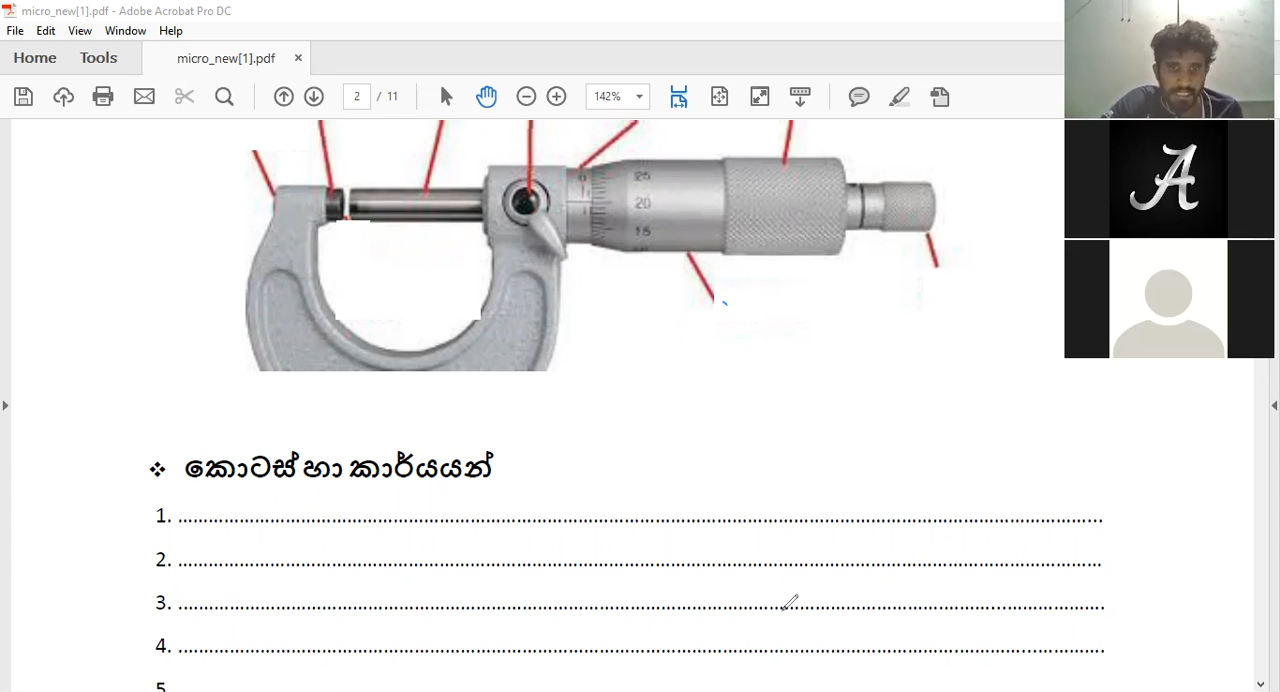 micro_new[1].pdf - Adobe Acrobat Pro DC
File Edit View Window Help
Home Tools micro_new[1].pdf ×
2 / 11 142%
A
0
25
20
15
❖ කොටස් හා කාර්යයන්
1. ................................................................................
2. ................................................................................
3. ................................................................................
4. ................................................................................
5